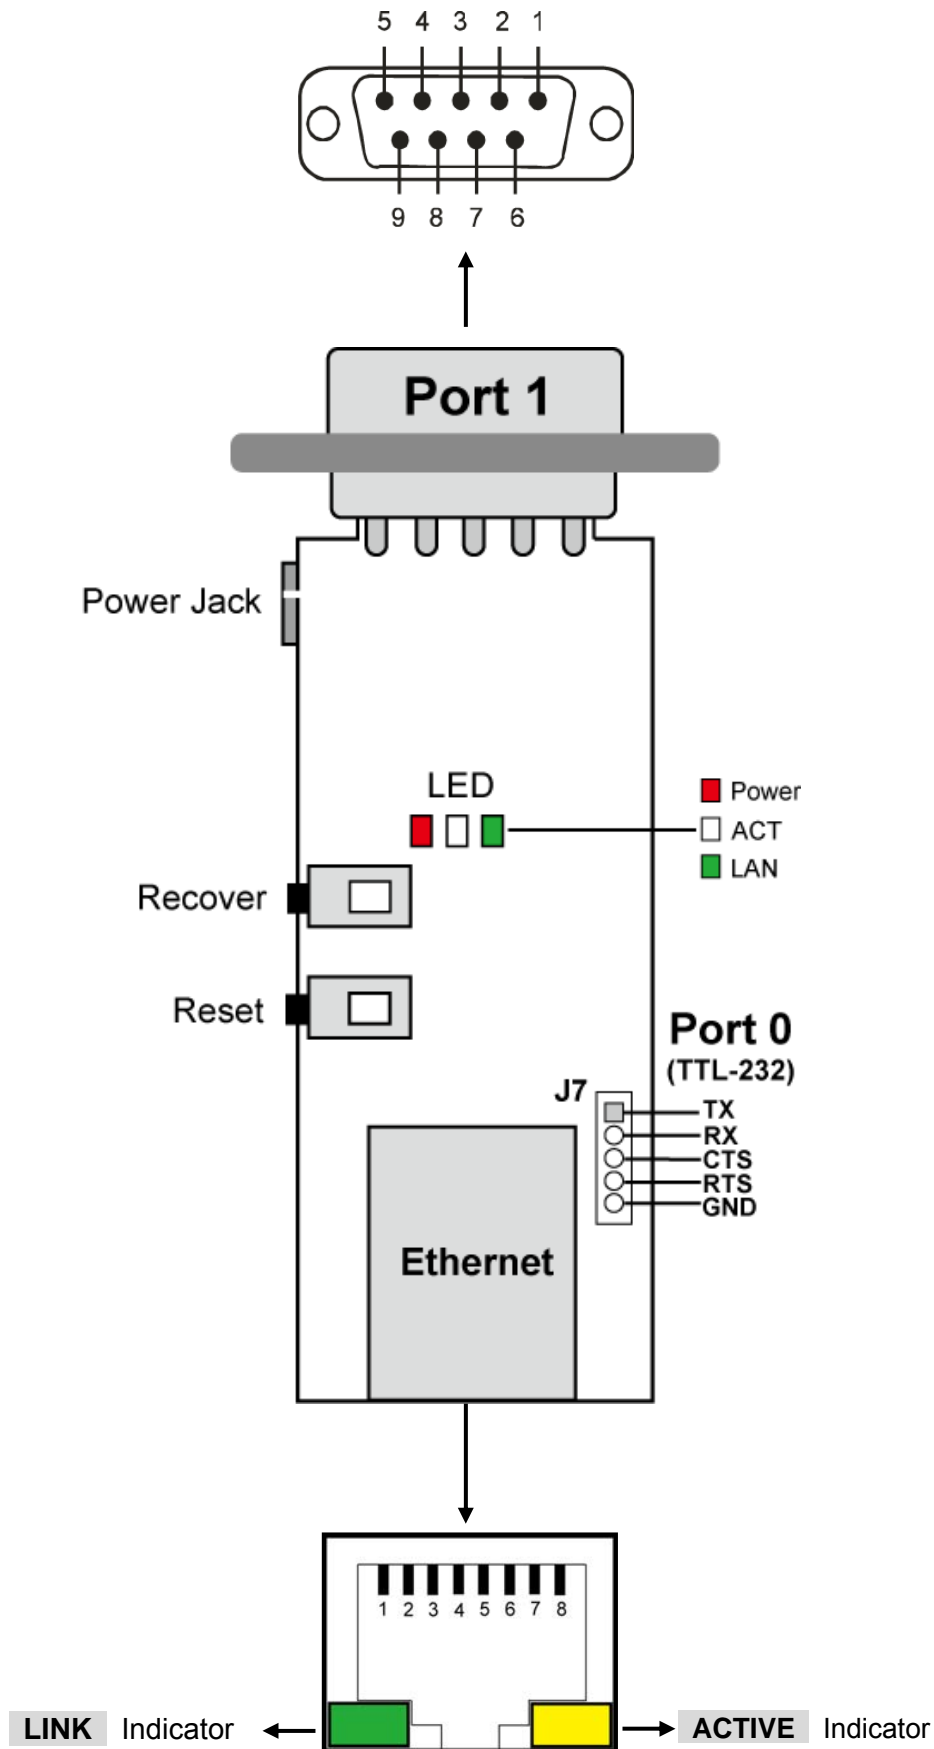 5 4 3 2 1
9 8 7 6
Port 1
Power Jack
LED
Power
ACT
LAN
Recover
Reset
Port 0
(TTL-232)
J7
TX
RX
CTS
RTS
GND
Ethernet
1 2 3 4 5 6 7 8
LINK Indicator
ACTIVE Indicator